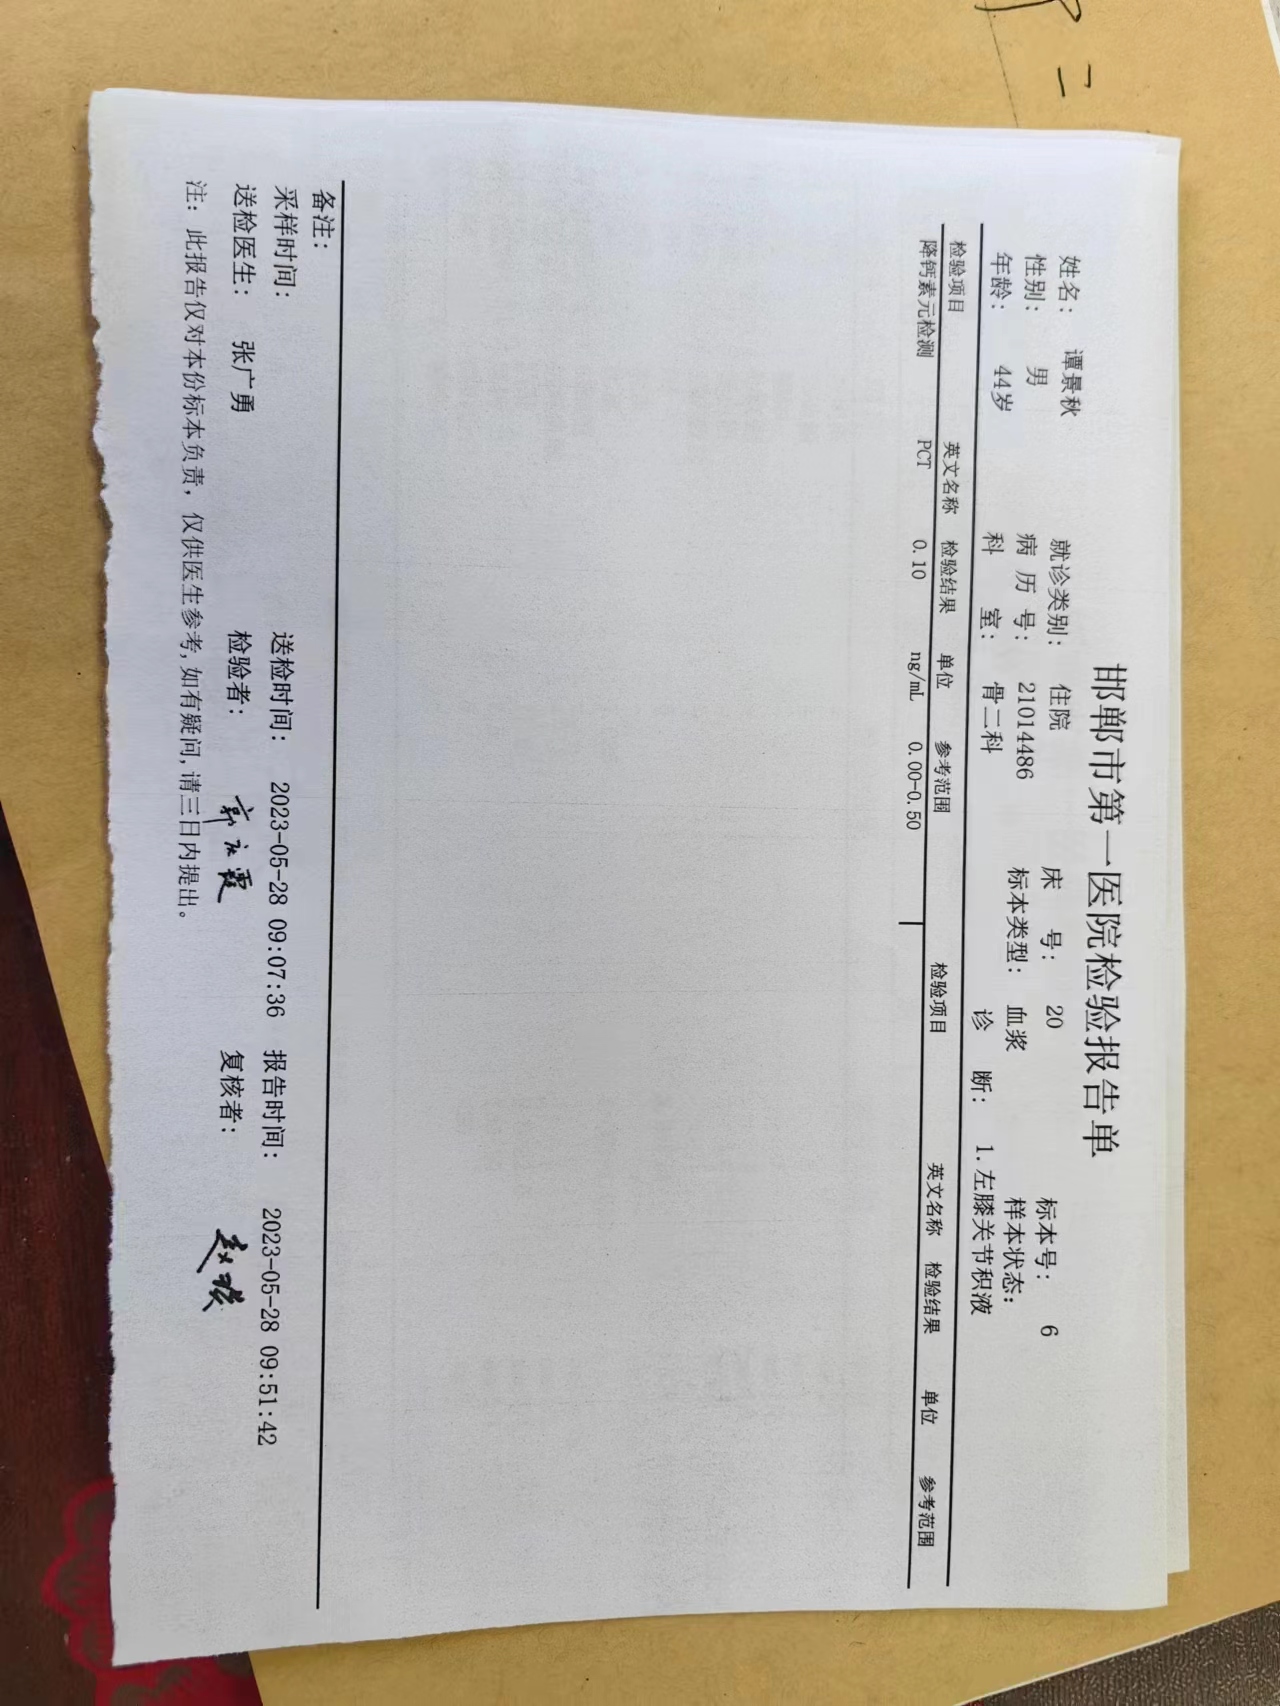 邯郸市第一医院检验报告单
姓名： 谭景秋 就诊类别： 住院 床 号： 20 标本号： 6
性别： 男 病 历 号： 21014486 标本类型： 血浆 样本状态：
年龄： 44岁 科 室： 骨二科 诊 断： 1.左膝关节积液
检验项目 英文名称 检验结果 单位 参考范围 检验项目 英文名称 检验结果 单位 参考范围
降钙素元检测 PCT 0.10 ng/mL 0.00-0.50
备注：
采样时间： 送检时间： 2023-05-28 09:07:36 报告时间： 2023-05-28 09:51:42
送检医生： 张广勇 检验者： 复核者：
注：此报告仅对本份标本负责，仅供医生参考,如有疑问,请三日内提出。
二